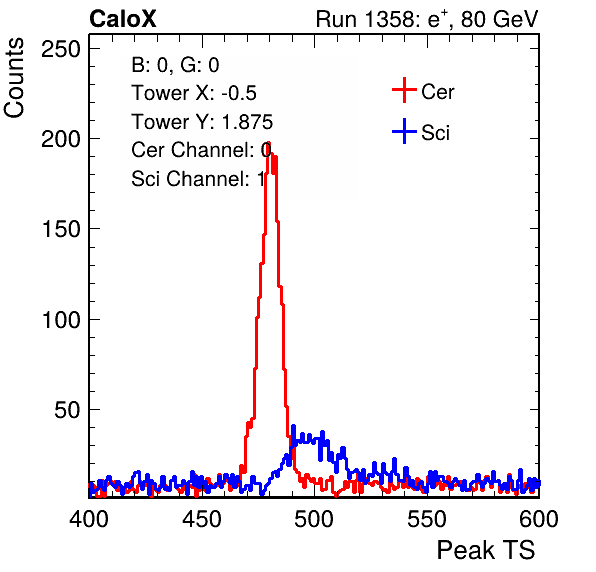 CaloX Run 1358: e+, 80 GeV
Counts
250
200
150
100
50
B: 0, G: 0
Tower X: -0.5
Tower Y: 1.875
Cer Channel: 0
Sci Channel: 1
Cer
Sci
400 450 500 550 600
Peak TS